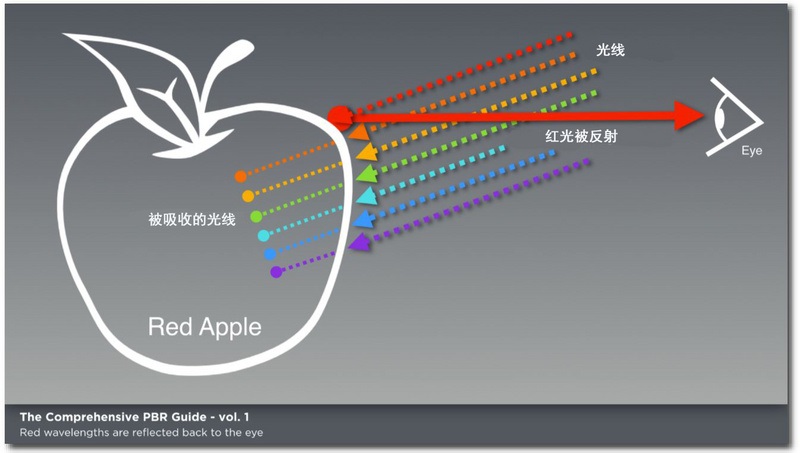 光线
红光被反射
Eye
被吸收的光线
Red Apple
The Comprehensive PBR Guide - vol. 1
Red wavelengths are reflected back to the eye